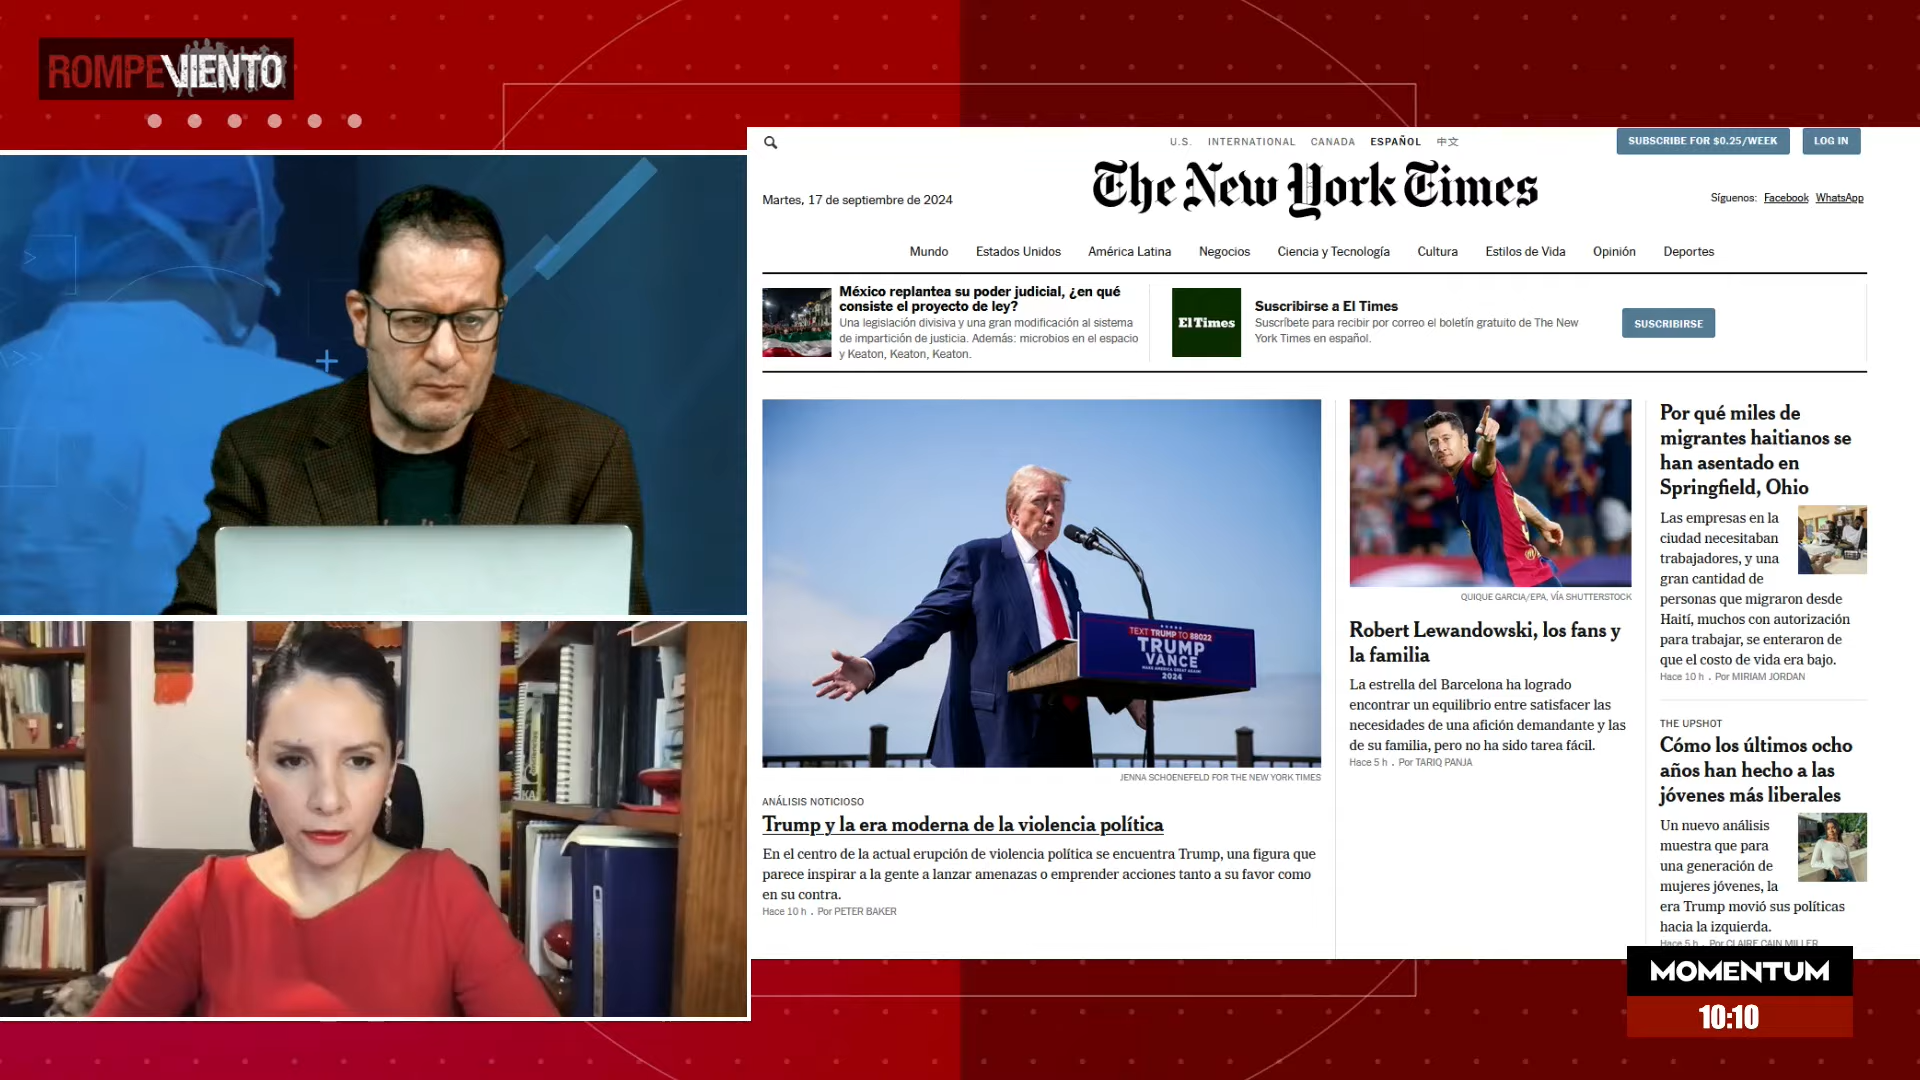 ROMPEVIENTO
U.S. INTERNATIONAL CANADA ESPAÑOL 中文
SUBSCRIBE FOR $0.25/WEEK LOG IN
The New York Times
Martes, 17 de septiembre de 2024
Síguenos: Facebook WhatsApp
Mundo Estados Unidos América Latina Negocios Ciencia y Tecnología Cultura Estilos de Vida Opinión Deportes
México replantea su poder judicial, ¿en qué
consiste el proyecto de ley?
Una legislación divisiva y una gran modificación al sistema
de impartición de justicia. Además: microbios en el espacio
y Keaton, Keaton, Keaton.
El Times
Suscribirse a El Times
Suscríbete para recibir por correo el boletín gratuito de The New
York Times en español.
SUSCRIBIRSE
TEXT TRUMP TO 88022
TRUMP
VANCE
MAKE AMERICA GREAT AGAIN!
2024
JENNA SCHOENEFELD FOR THE NEW YORK TIMES
ANÁLISIS NOTICIOSO
Trump y la era moderna de la violencia política
En el centro de la actual erupción de violencia política se encuentra Trump, una figura que
parece inspirar a la gente a lanzar amenazas o emprender acciones tanto a su favor como
en su contra.
Hace 10 h . Por PETER BAKER
QUIQUE GARCIA/EPA, VÍA SHUTTERSTOCK
Robert Lewandowski, los fans y
la familia
La estrella del Barcelona ha logrado
encontrar un equilibrio entre satisfacer las
necesidades de una afición demandante y las
de su familia, pero no ha sido tarea fácil.
Hace 5 h . Por TARIQ PANJA
Por qué miles de
migrantes haitianos se
han asentado en
Springfield, Ohio
Las empresas en la
ciudad necesitaban
trabajadores, y una
gran cantidad de
personas que migraron desde
Haití, muchos con autorización
para trabajar, se enteraron de
que el costo de vida era bajo.
Hace 10 h . Por MIRIAM JORDAN
THE UPSHOT
Cómo los últimos ocho
años han hecho a las
jóvenes más liberales
Un nuevo análisis
muestra que para
una generación de
mujeres jóvenes, la
era Trump movió sus políticas
hacia la izquierda.
Hace 5 h . Por CLAIRE CAIN MILLER
MOMENTUM
10:10